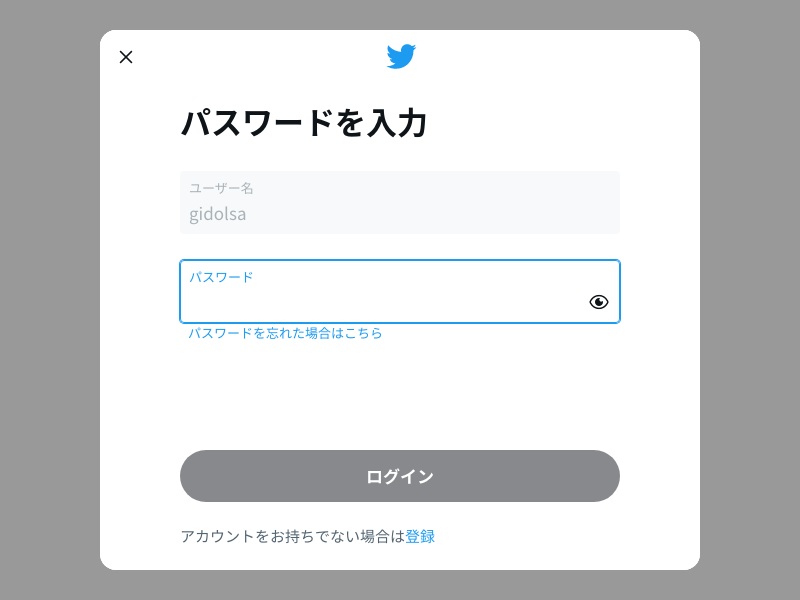 パスワードを入力
ユーザー名
gidolsa
パスワード
パスワードを忘れた場合はこちら
ログイン
アカウントをお持ちでない場合は登録